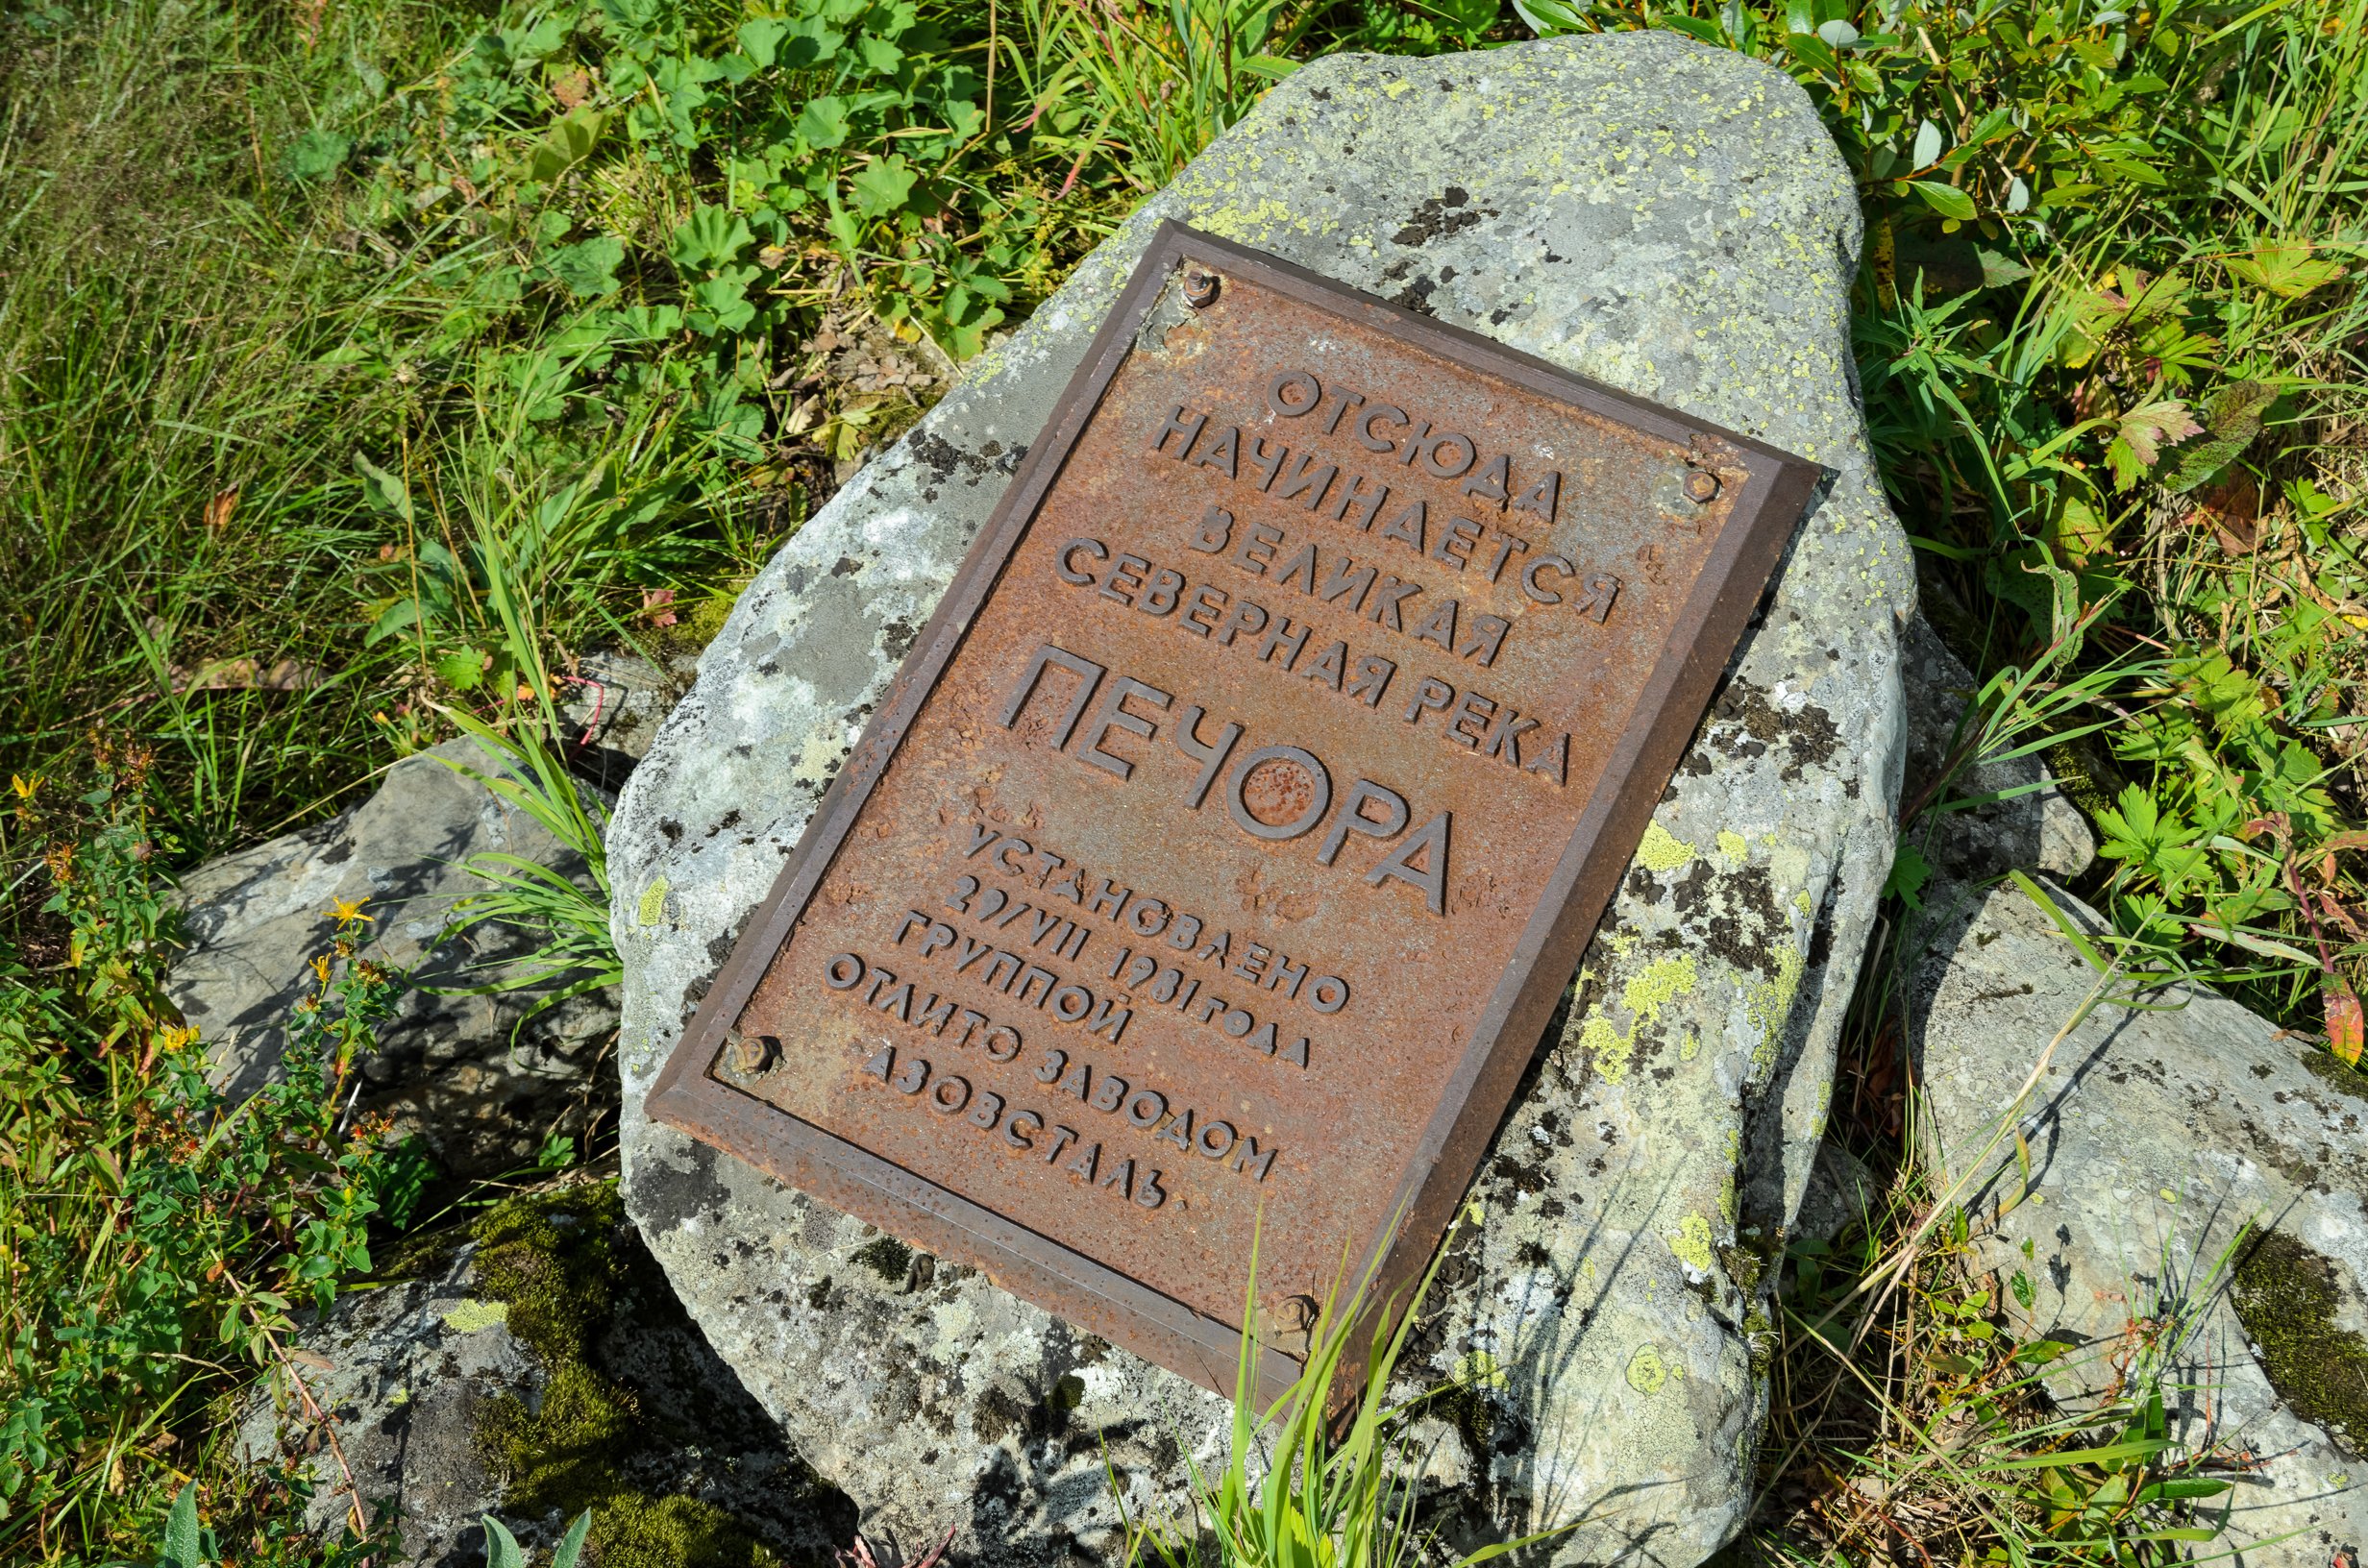 ОТСЮДА
НАЧИНАЕТСЯ
ВЕЛИКАЯ
СЕВЕРНАЯ РЕКА
ПЕЧОРА
УСТАНОВЛЕНО
29/VII 1981 ГОДА
ГРУППОЙ
ОТЛИТО ЗАВОДОМ
АЗОВСТАЛЬ